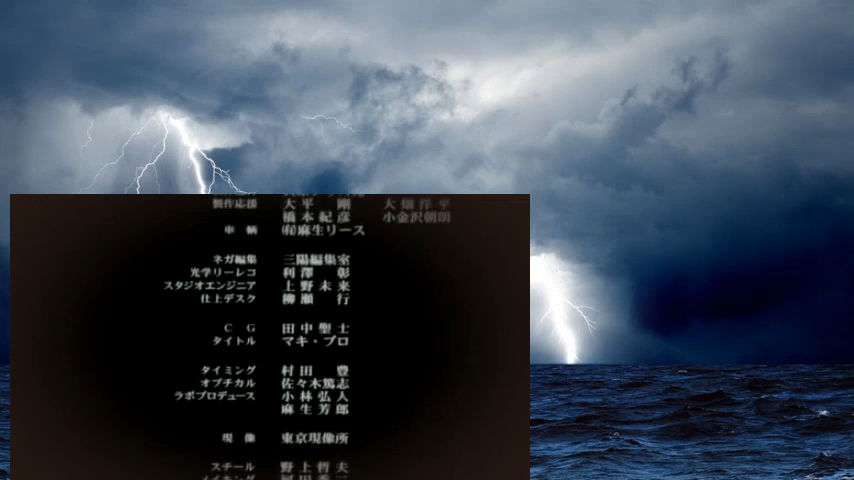 製作応援 大平 剛 大畑洋平
橋本紀彦 小金沢朝朗
車 輌 ㈲麻生リース
ネガ編集 三陽編集室
光学リーレコ 利澤 彰
スタジオエンジニア 上野未来
仕上デスク 柳瀬 行
C G 田中聖士
タイトル マキ・プロ
タイミング 村田 豊
オプチカル 佐々木篤志
ラボプロデュース 小林弘人
麻生芳郎
現 像 東京現像所
スチール 野上哲夫